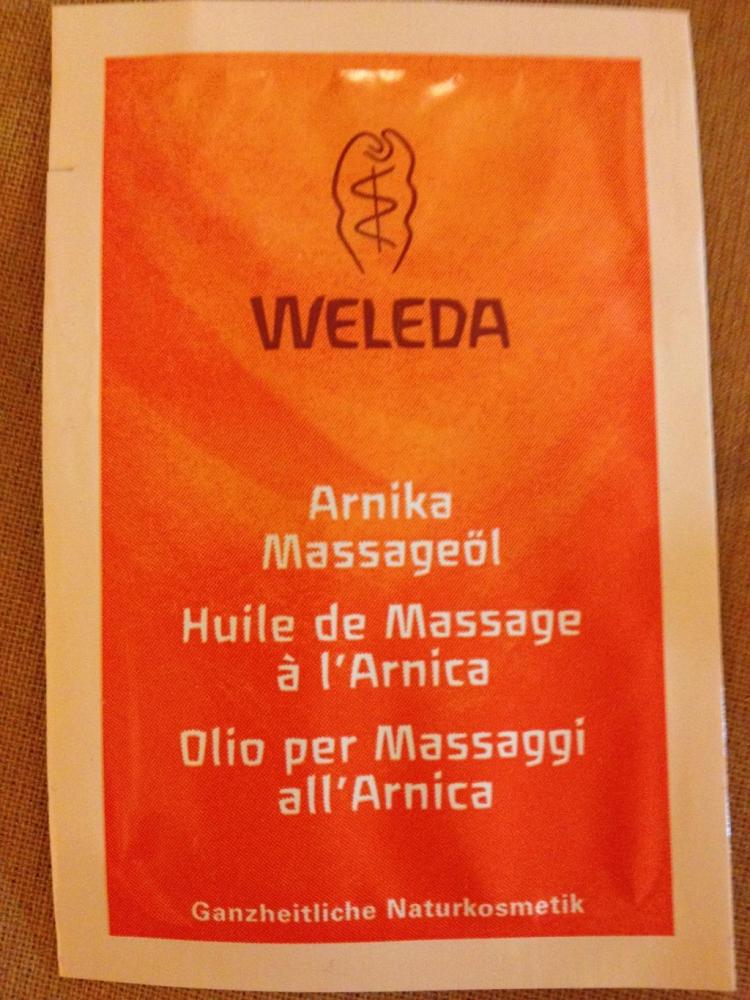 WELEDA
Arnika
Massageöl
Huile de Massage
à l'Arnica
Olio per Massaggi
all'Arnica
Ganzheitliche Naturkosmetik